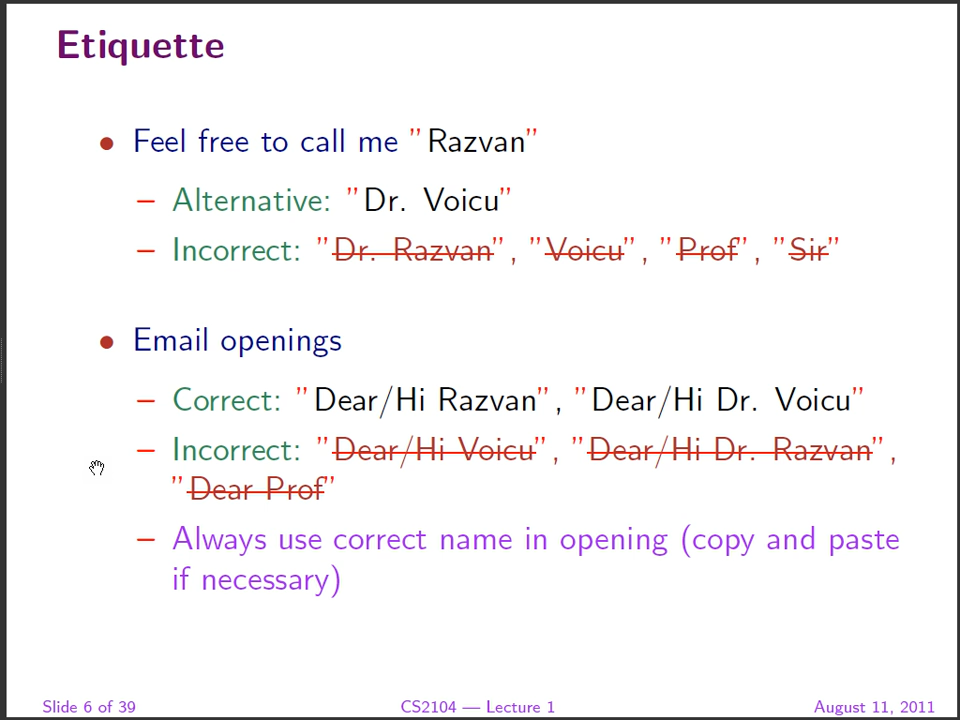 Etiquette
• Feel free to call me ”Razvan”
– Alternative: ”Dr. Voicu”
– Incorrect: ”Dr. Razvan”, ”Voicu”, ”Prof”, ”Sir”
• Email openings
– Correct: ”Dear/Hi Razvan”, ”Dear/Hi Dr. Voicu”
– Incorrect: ”Dear/Hi Voicu”, ”Dear/Hi Dr. Razvan”,
”Dear Prof”
– Always use correct name in opening (copy and paste
if necessary)
Slide 6 of 39 CS2104 — Lecture 1 August 11, 2011